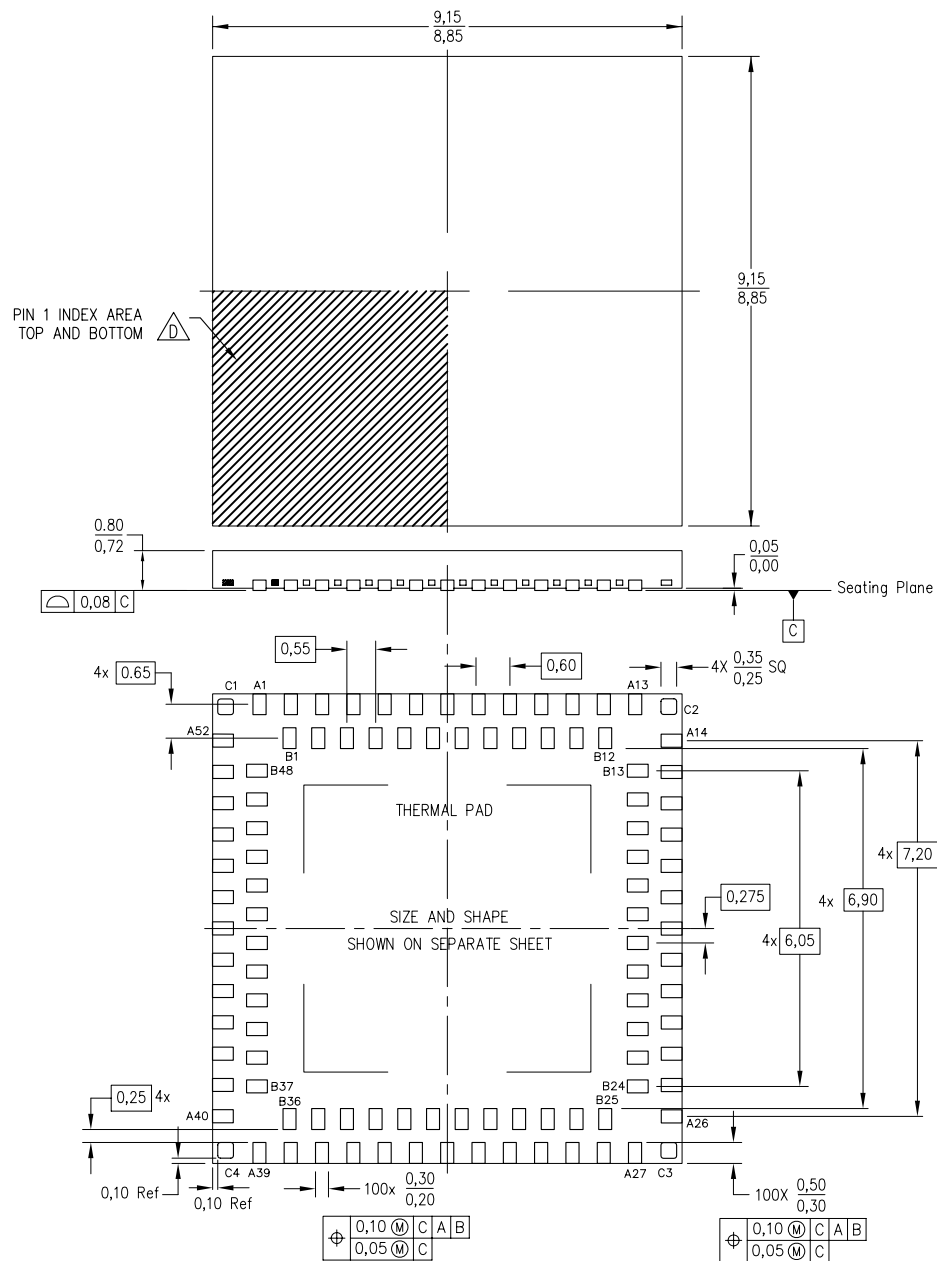 9,15
8,85
9,15
8,85
PIN 1 INDEX AREA
TOP AND BOTTOM
D
0.80
0,72
0,05
0,00
Seating Plane
0,08 C
C
0,55
0,60
4x 0.65
4X 0,35 SQ
0,25
C1 A1 A13
C2
A52 A14
B1 B12
B48 B13
THERMAL PAD
4x 7,20
0,275
4x 6,90
SIZE AND SHAPE
SHOWN ON SEPARATE SHEET
4x 6,05
B37 B24
B36 B25
0,25 4x
A40 A26
C4 A39 A27 C3
0,10 Ref
0,10 Ref
100x 0,30
0,20
100X 0,50
0,30
⌖ 0,10 Ⓜ C A B
0,05 Ⓜ C
⌖ 0,10 Ⓜ C A B
0,05 Ⓜ C